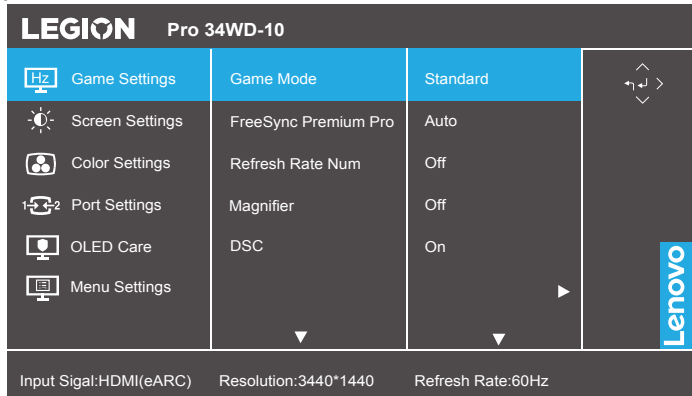 LEGION Pro 34WD-10
Hz Game Settings Game Mode Standard
Screen Settings FreeSync Premium Pro Auto
Color Settings Refresh Rate Num Off
1 2 Port Settings Magnifier Off
OLED Care DSC On
Menu Settings
Lenovo
Input Sigal:HDMI(eARC) Resolution:3440*1440 Refresh Rate:60Hz